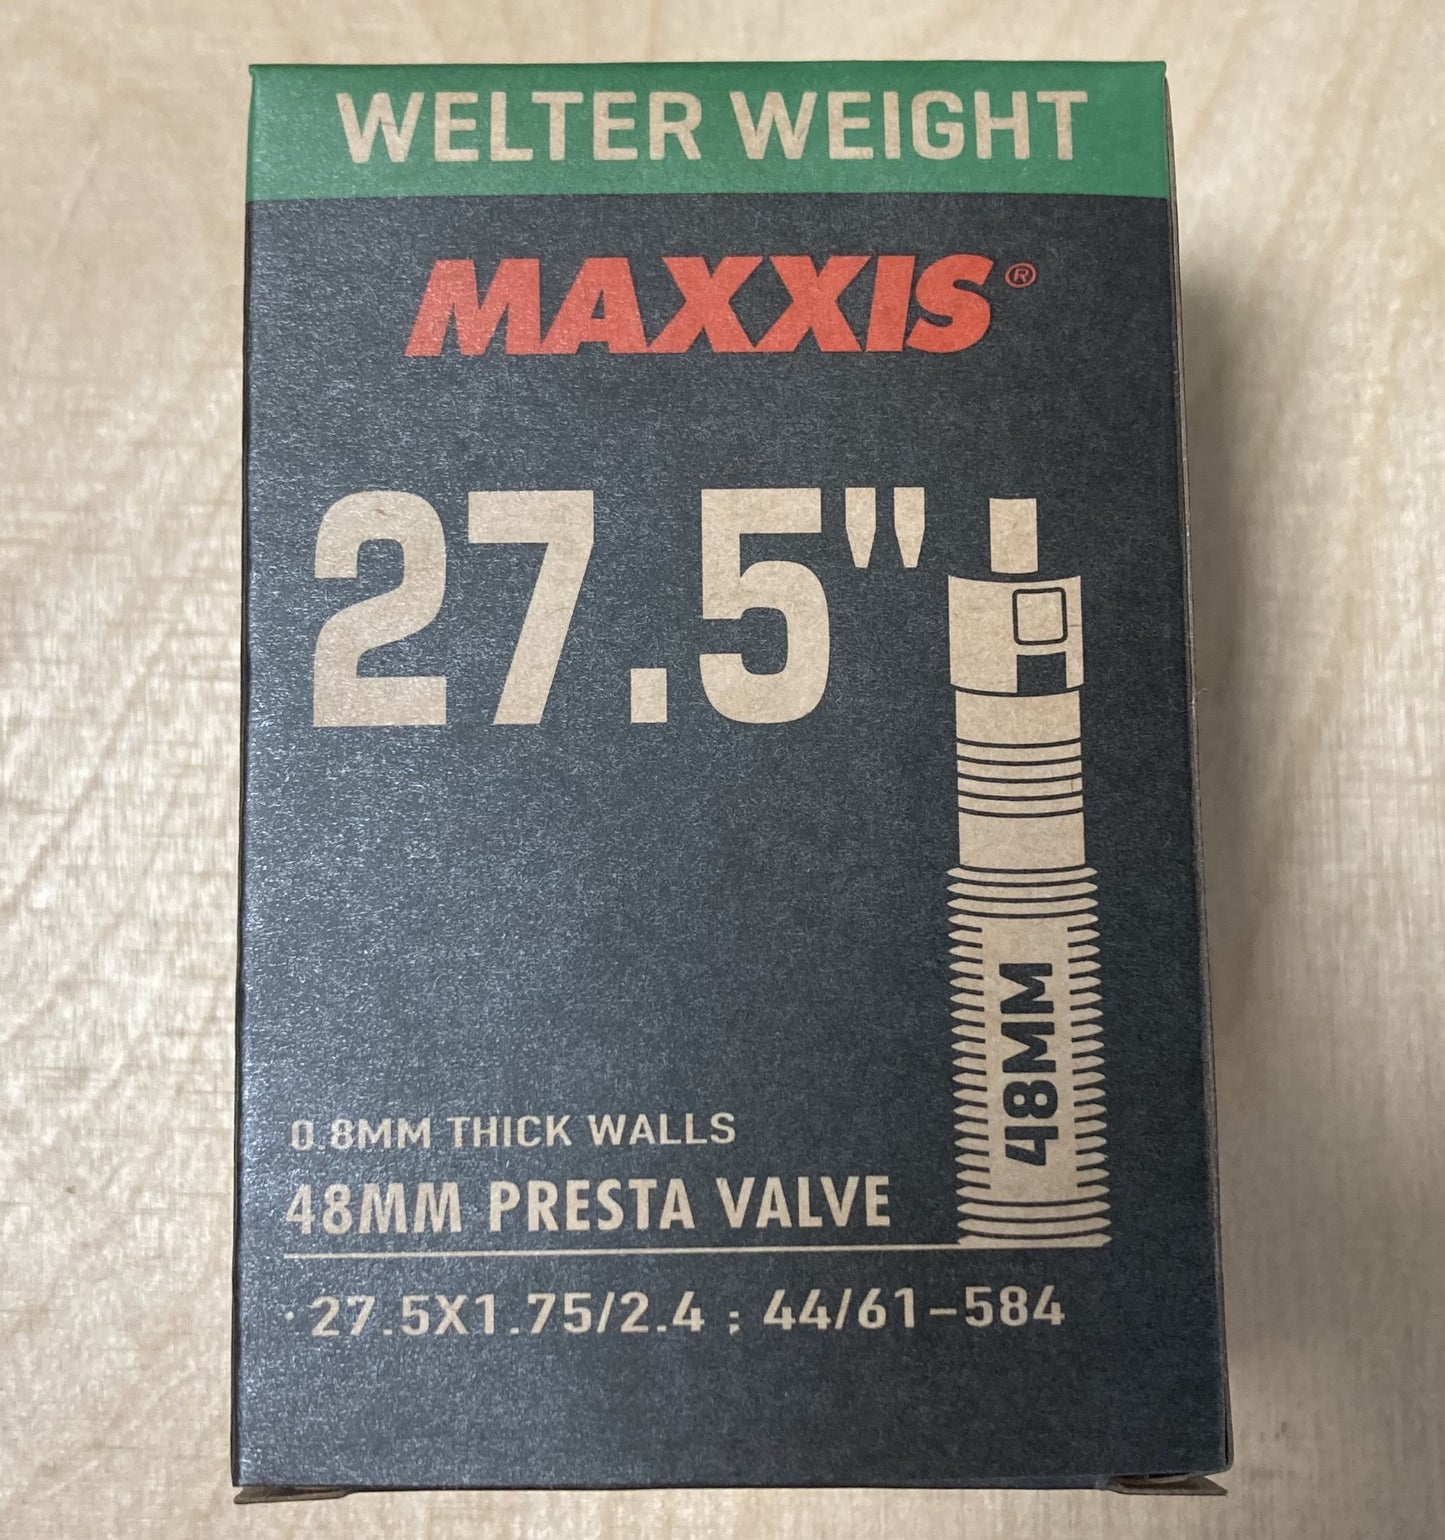 WELTER WEIGHT
MAXXIS®
27.5"
48MM
0.8MM THICK WALLS
48MM PRESTA VALVE
· 27.5X1.75/2.4 ; 44/61-584